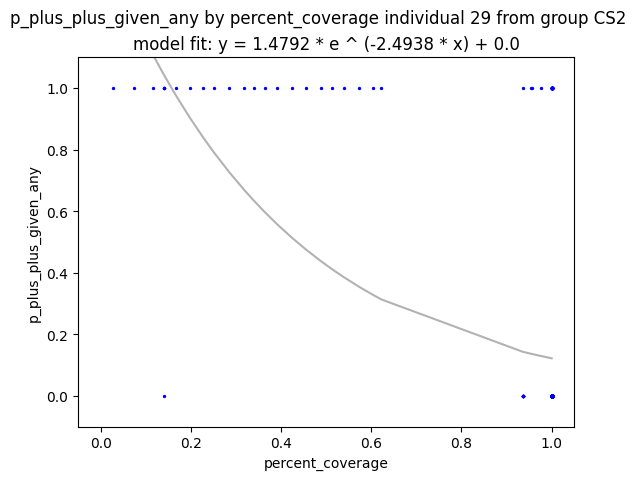 p_plus_plus_given_any by percent_coverage individual 29 from group CS2
model fit: y = 1.4792 * e ^ (-2.4938 * x) + 0.0
1.0
0.8
0.6
0.4
0.2
0.0
p_plus_plus_given_any
0.0 0.2 0.4 0.6 0.8 1.0
percent_coverage